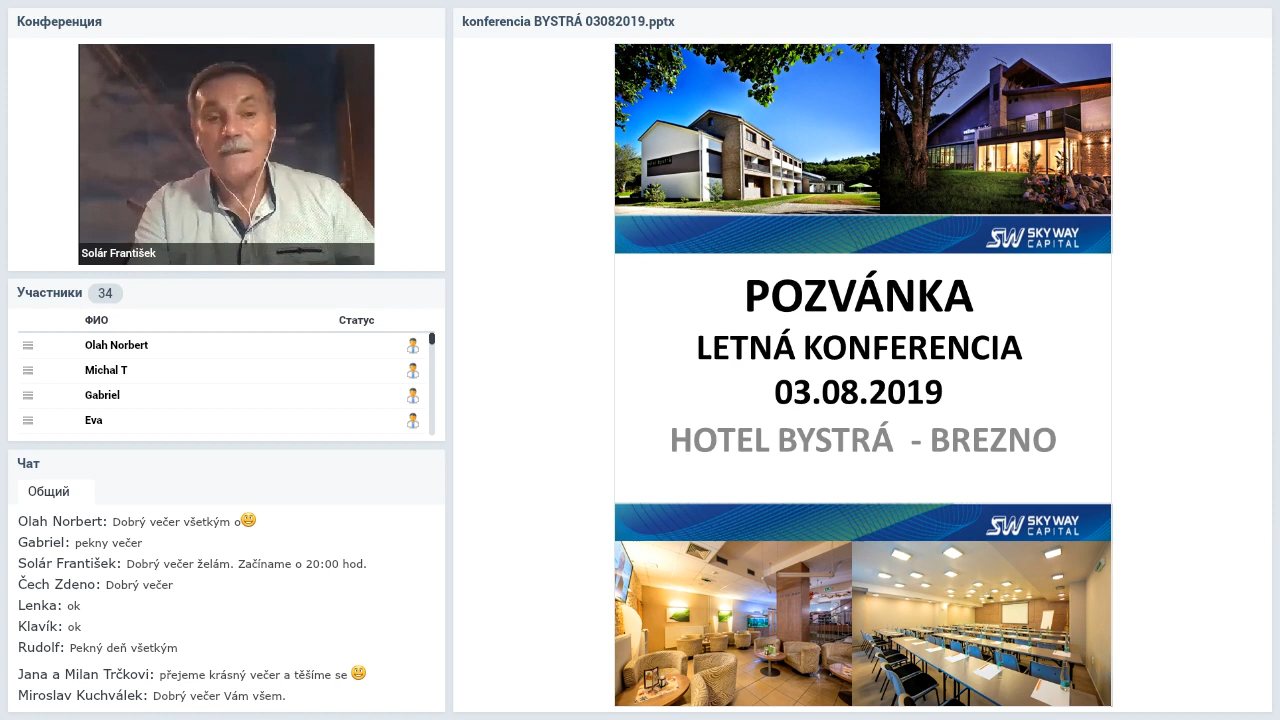 Конференция
Solár František
Участники 34
ФИО Статус
Olah Norbert
Michal T
Gabriel
Eva
Чат
Общий
Olah Norbert: Dobrý večer všetkým o
Gabriel: pekny večer
Solár František: Dobrý večer želám. Začíname o 20:00 hod.
Čech Zdeno: Dobrý večer
Lenka: ok
Klavík: ok
Rudolf: Pekný deň všetkým
Jana a Milan Trčkovi: přejeme krásný večer a těšíme se
Miroslav Kuchválek: Dobrý večer Vám všem.
konferencia BYSTRÁ 03082019.pptx
HOTEL BYSTRÁ
SW SKY WAY
CAPITAL
POZVÁNKA
LETNÁ KONFERENCIA
03.08.2019
HOTEL BYSTRÁ - BREZNO
SW SKY WAY
CAPITAL